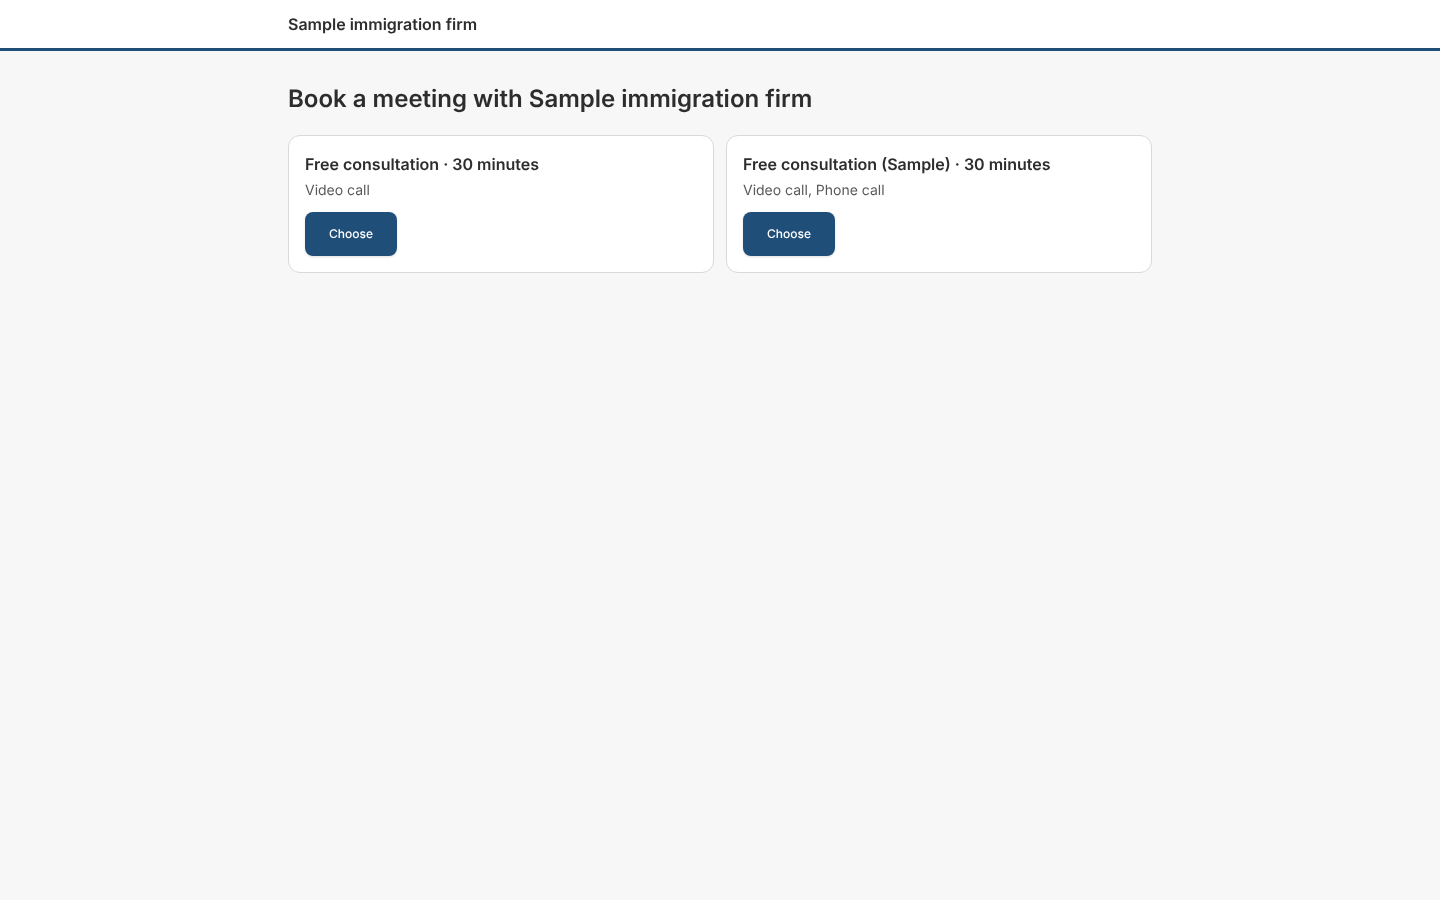 Sample immigration firm
Book a meeting with Sample immigration firm
Free consultation · 30 minutes
Video call
Choose
Free consultation (Sample) · 30 minutes
Video call, Phone call
Choose